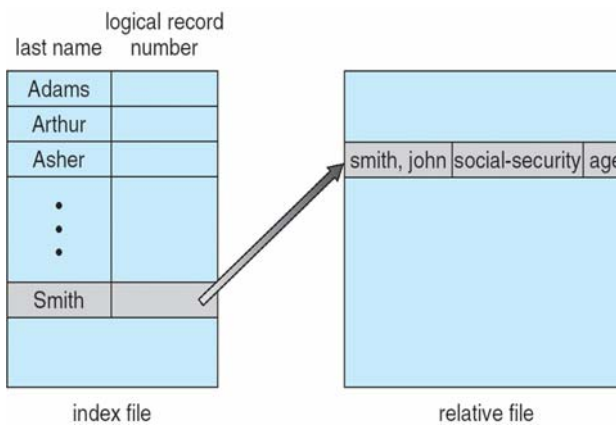 logical record
last name number
Adams
Arthur
Asher
Smith
index file
smith, john social-security age
relative file